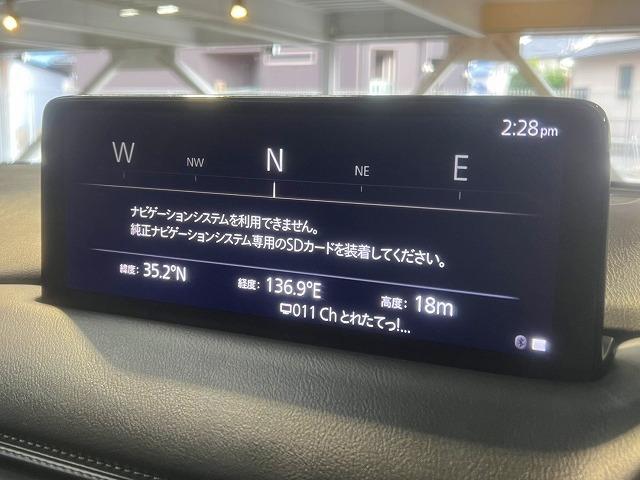 2:28pm
W NW N NE E
ナビゲーションシステムを利用できません。
純正ナビゲーションシステム専用のSDカードを装着してください。
緯度: 35.2°N 経度: 136.9°E 高度: 18m
011 Ch とれたてっ!...